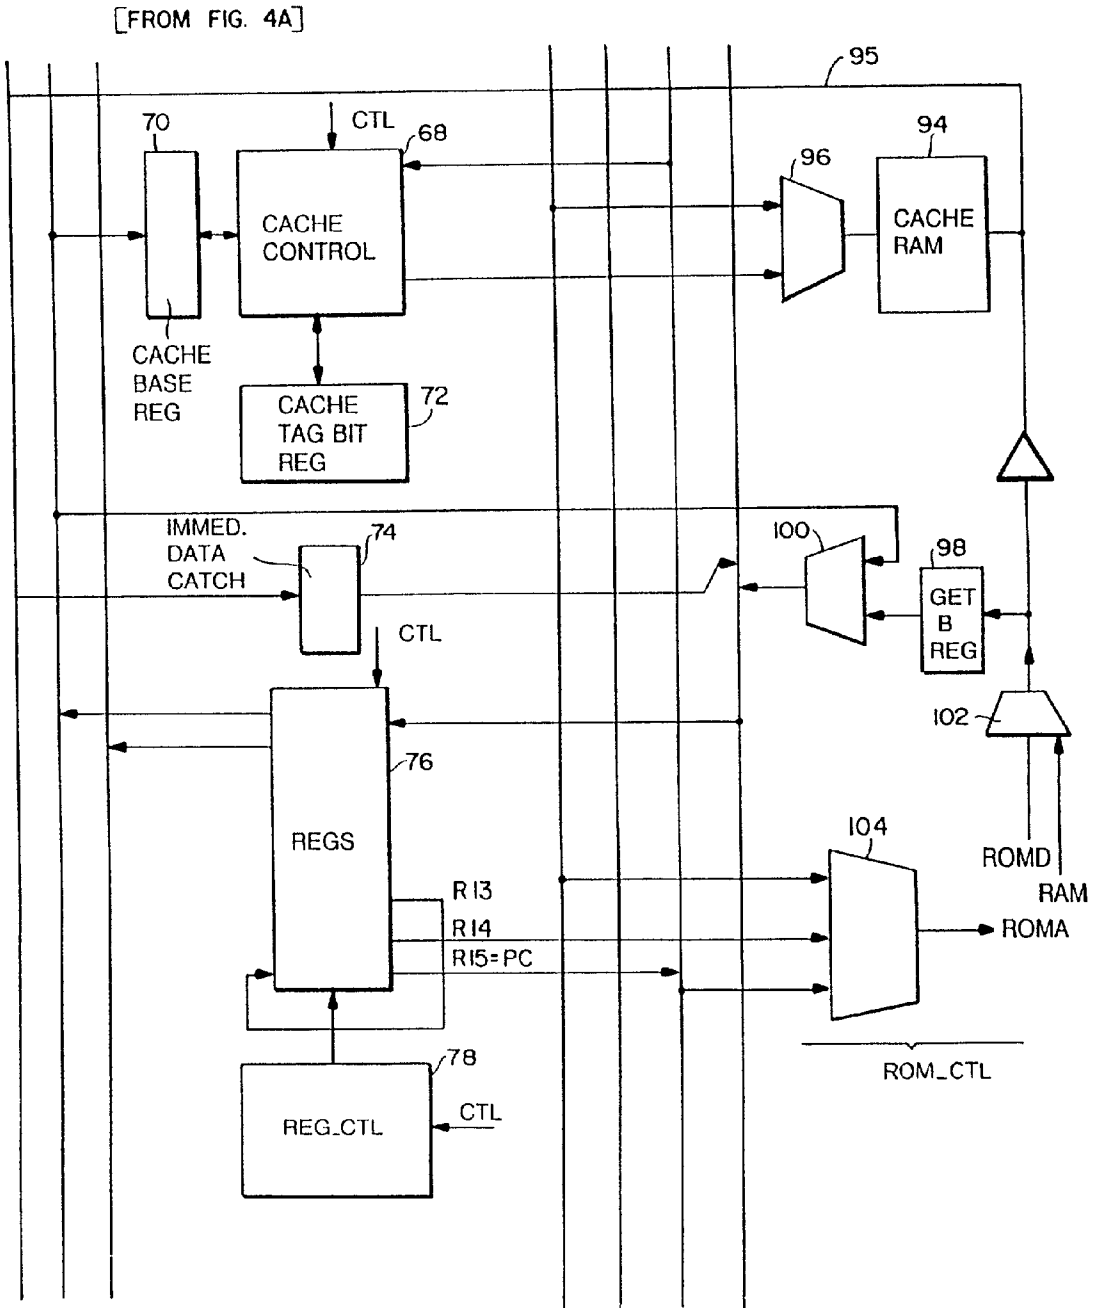 [FROM FIG. 4A]
95
70
CTL
68
94
96
CACHE
CONTROL
CACHE
RAM
CACHE
BASE
REG
CACHE
TAG BIT
REG
72
IMMED.
DATA
CATCH
74
100
98
GET
B
REG
CTL
102
76
REGS
104
ROMD
RAM
R13
R14
ROMA
R15=PC
78
ROM_CTL
REG_CTL
CTL